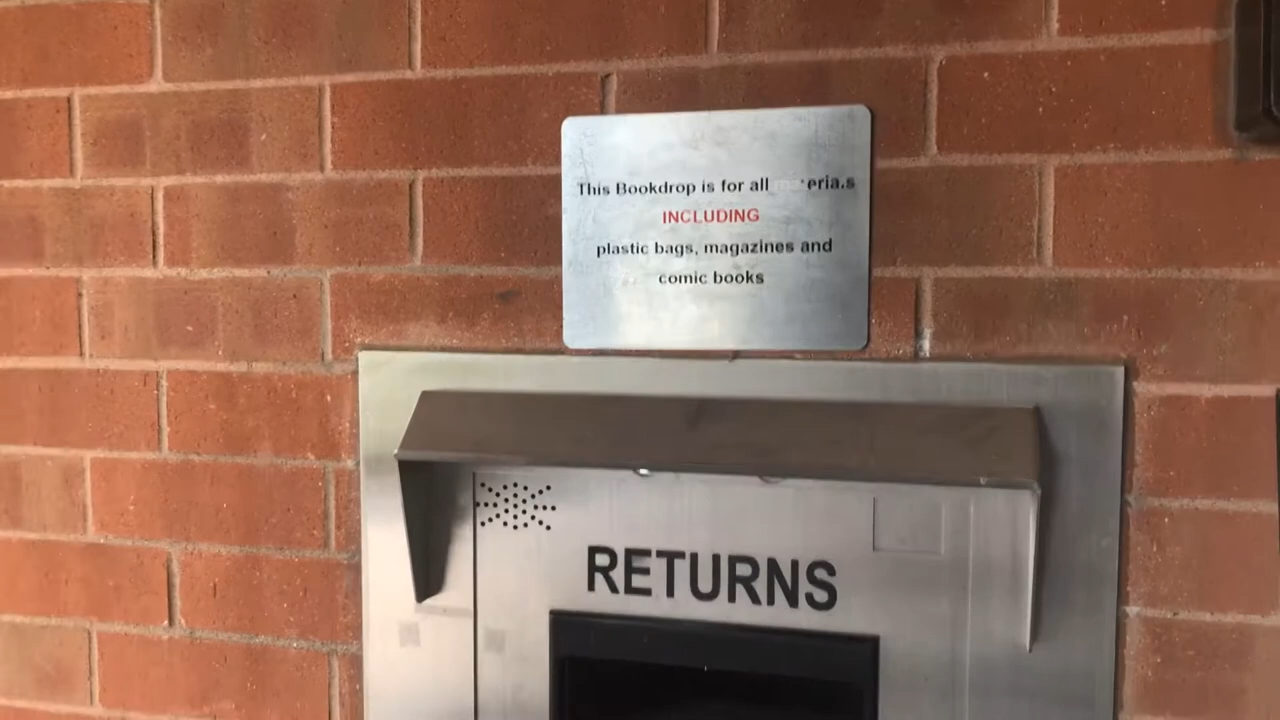 This Bookdrop is for all
INCLUDING
plastic bags, magazines and
comic books
RETURNS